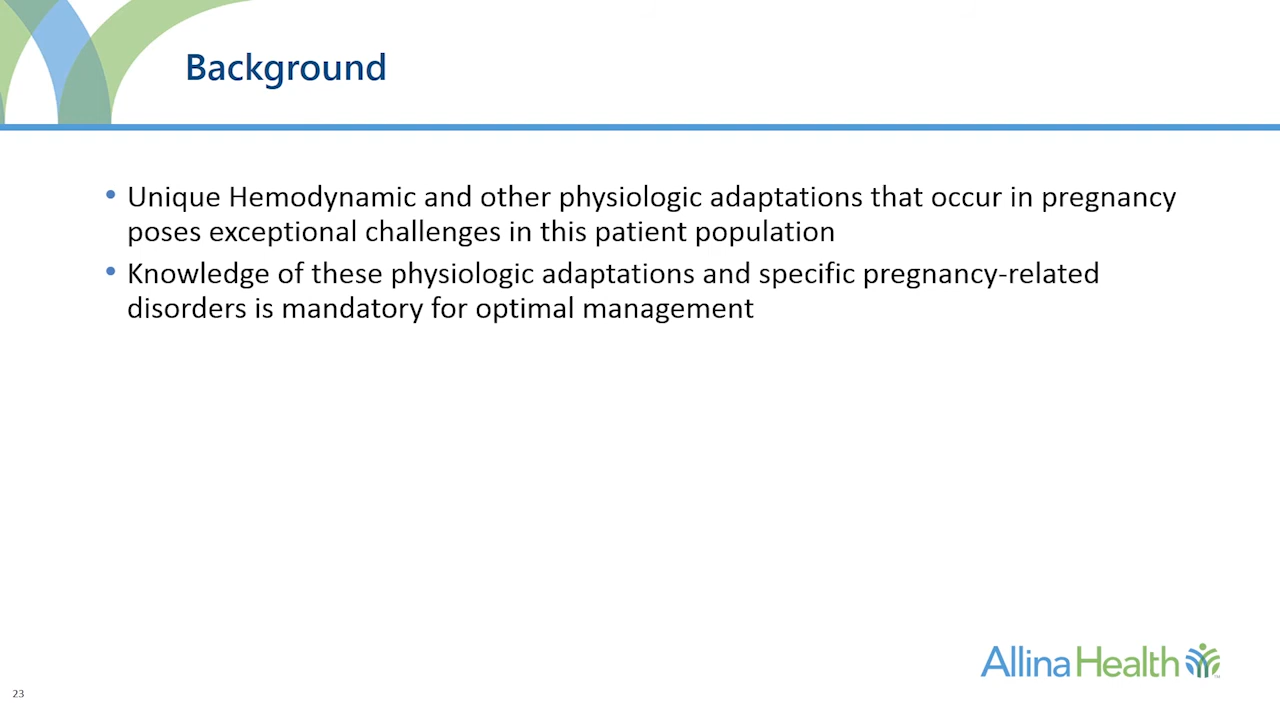 Background
• Unique Hemodynamic and other physiologic adaptations that occur in pregnancy
poses exceptional challenges in this patient population
• Knowledge of these physiologic adaptations and specific pregnancy-related
disorders is mandatory for optimal management
Allina Health
23